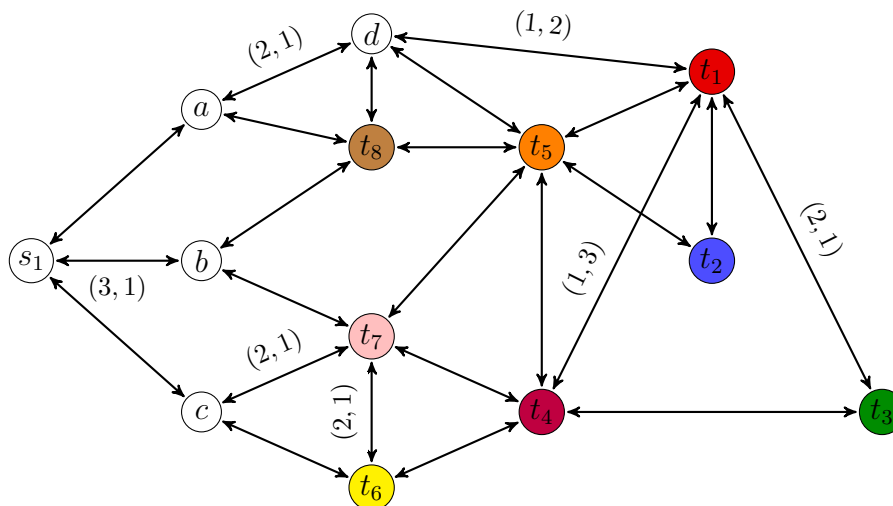 (1, 2)
d
(2, 1)
t1
a
t8
t5
(2, 1)
s1
b
(1, 3)
t2
(3, 1)
t7
(2, 1)
(2, 1)
c
t4
t3
t6